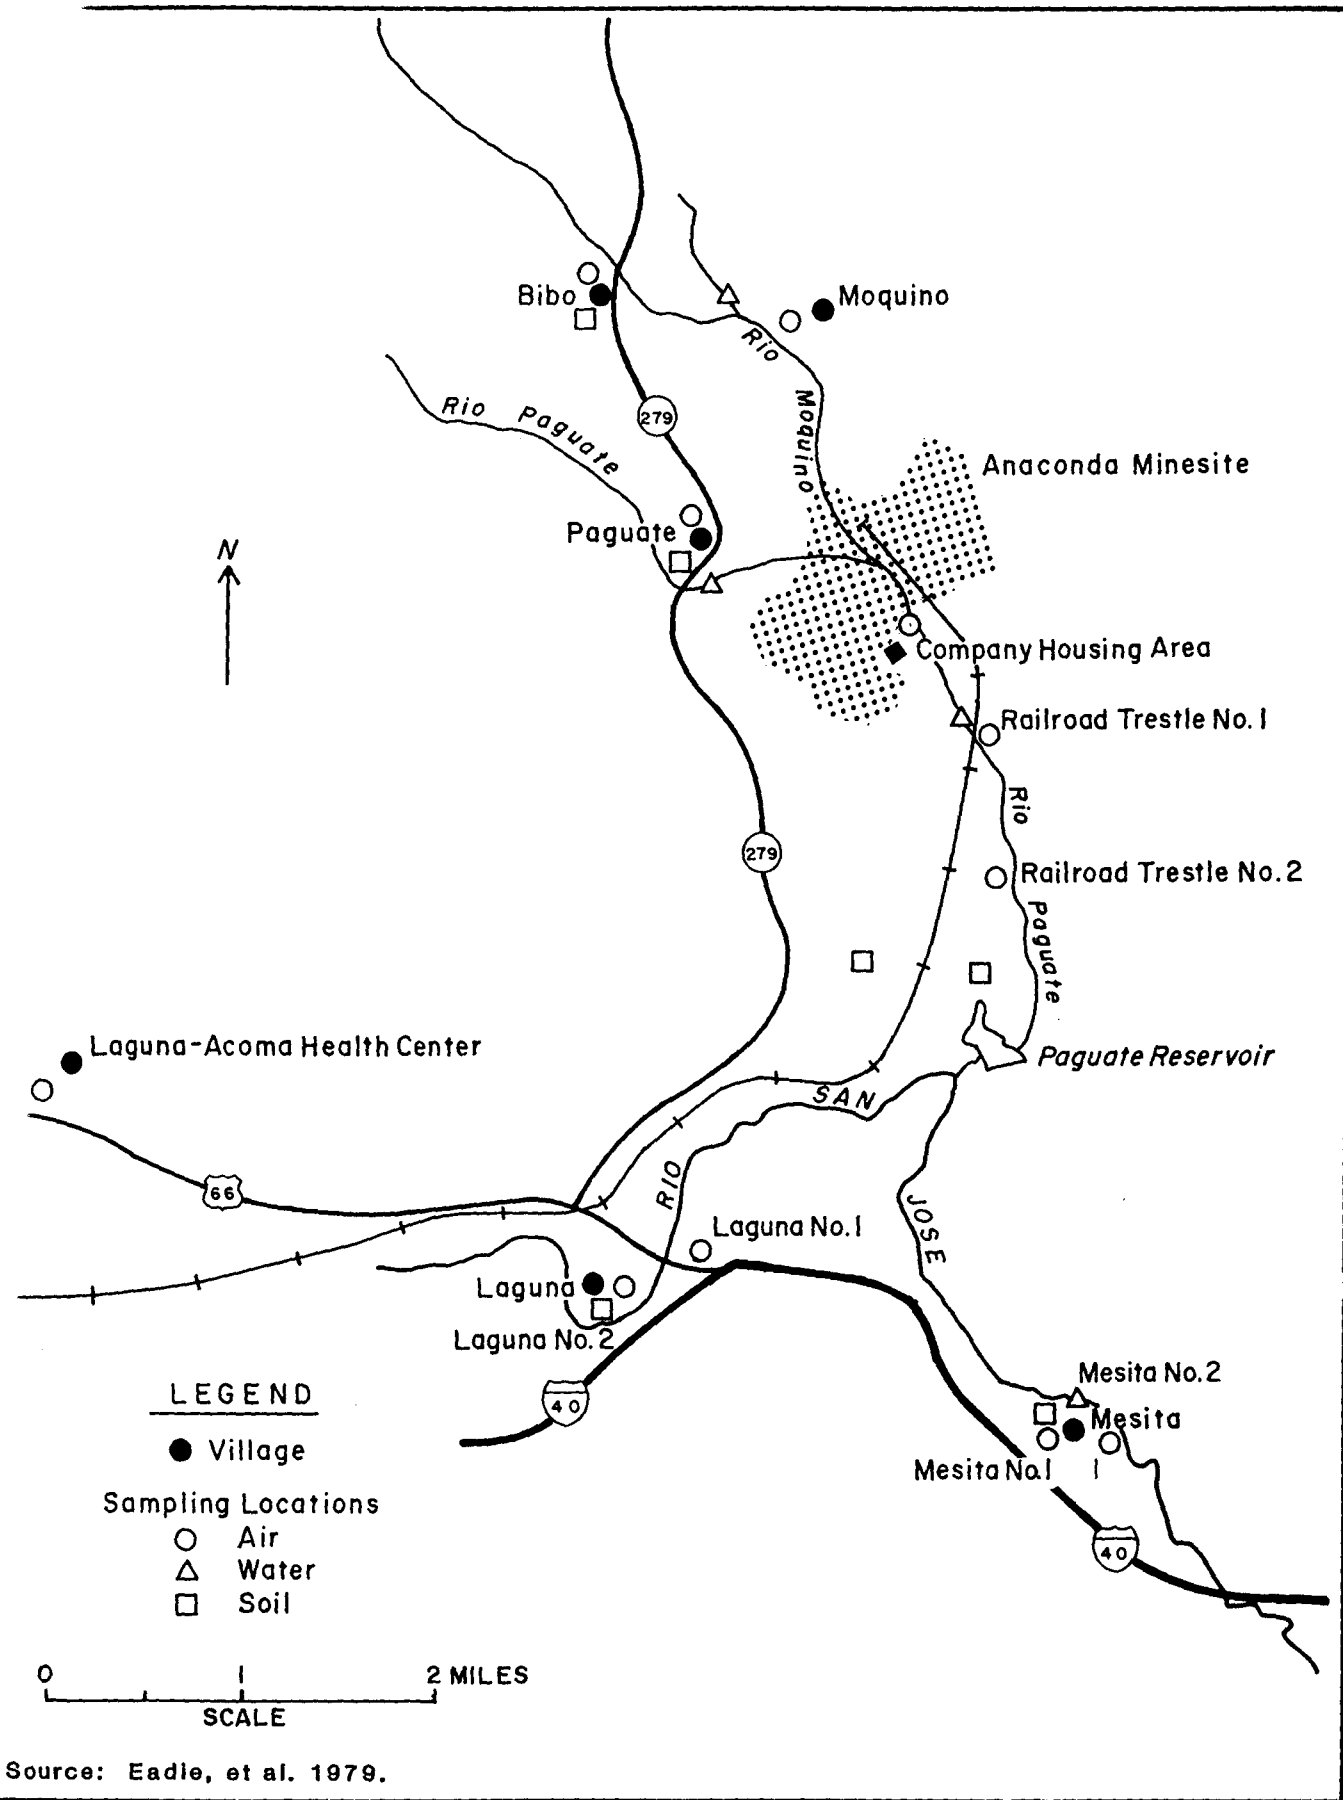 Bibo
Moquino
Rio
Moquino
279
Rio Paguate
Anaconda Minesite
Paguate
N
Company Housing Area
Railroad Trestle No. 1
Rio
Paguate
279
Railroad Trestle No. 2
Laguna-Acoma Health Center
Paguate Reservoir
SAN
RIO
JOSE
66
Laguna No. 1
Laguna
Laguna No. 2
40
Mesita No. 2
Mesita
Mesita No. 1 1
40
LEGEND
Village
Sampling Locations
Air
Water
Soil
0 1 2 MILES
SCALE
Source: Eadie, et al. 1979.